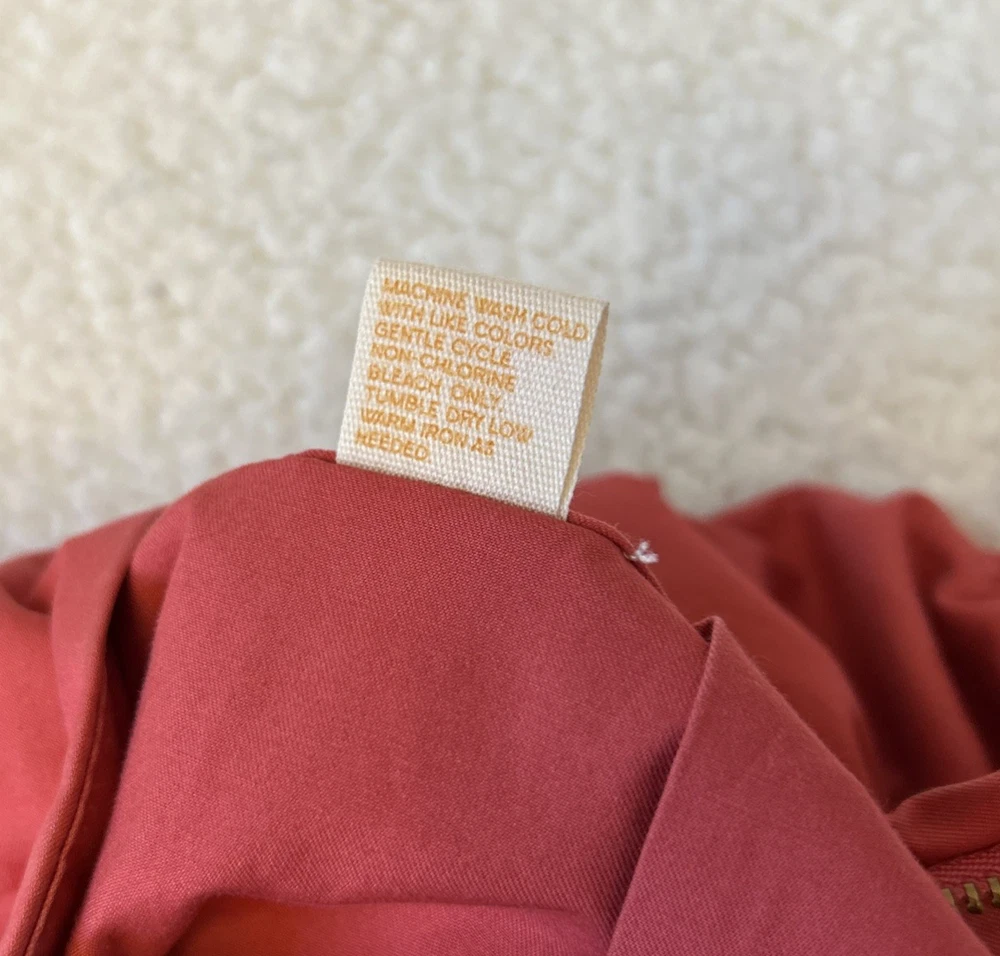 MACHINE WASH COLD
WITH LIKE COLORS
GENTLE CYCLE
NON-CHLORINE
BLEACH ONLY
TUMBLE DRY LOW
WARM IRON AS
NEEDED